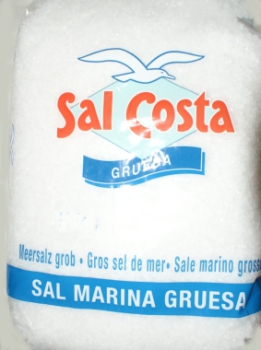 Sal Costa
GRUESA
Meersalz grob • Gros sel de mer • Sale marino grosso
SAL MARINA GRUESA